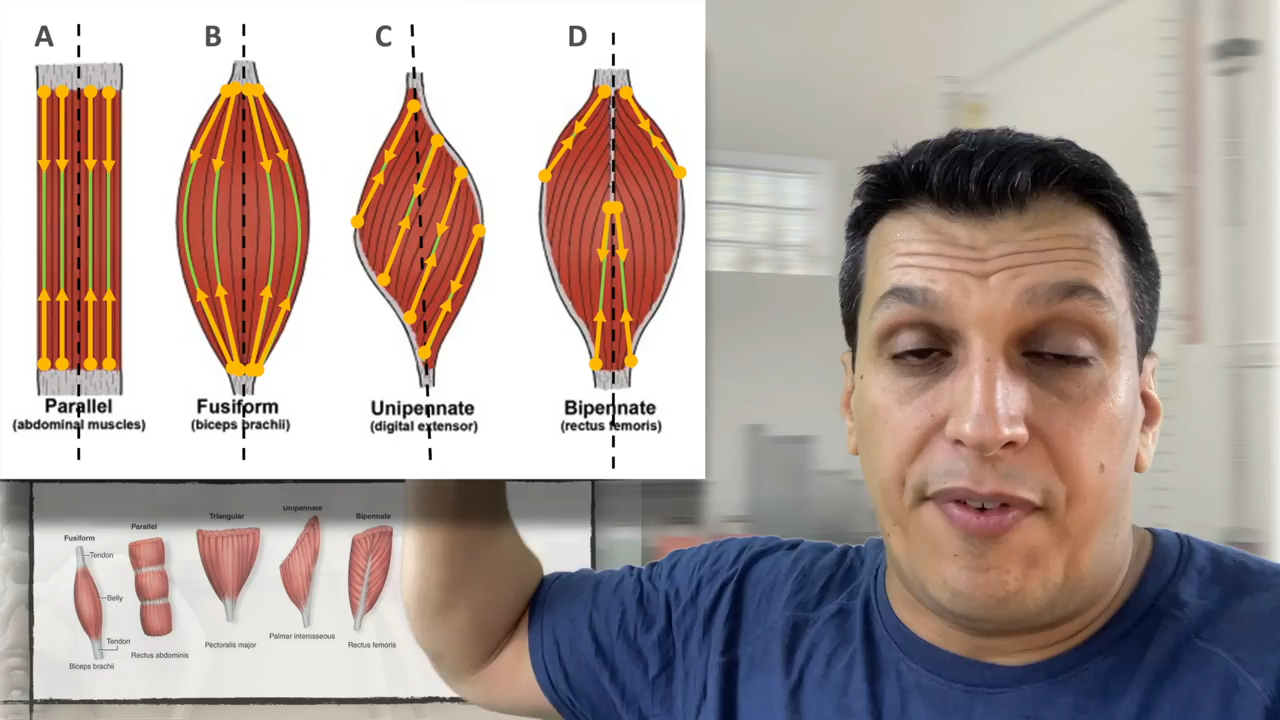 A
B
C
D
Parallel
(abdominal muscles)
Fusiform
(biceps brachii)
Unipennate
(digital extensor)
Bipennate
(rectus femoris)
Fusiform
Tendon
Belly
Tendon
Biceps brachii
Parallel
Rectus abdominis
Triangular
Pectoralis major
Unipennate
Palmar interosseous
Bipennate
Rectus femoris